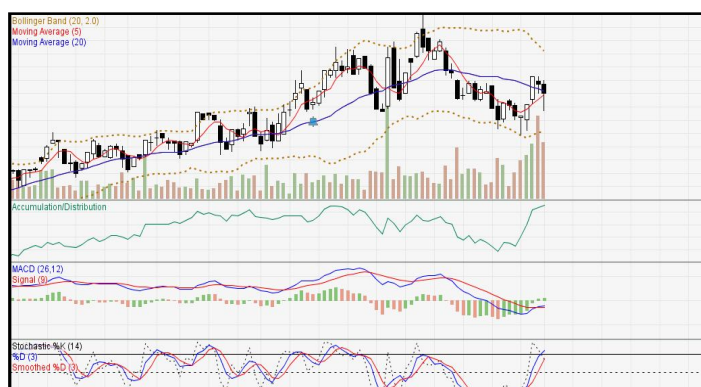 Bollinger Band (20, 2.0)
Moving Average (5)
Moving Average (20)
Accumulation/Distribution
MACD (26,12)
Signal (9)
Stochastic %K (14)
%D (3)
Smoothed %D (3)